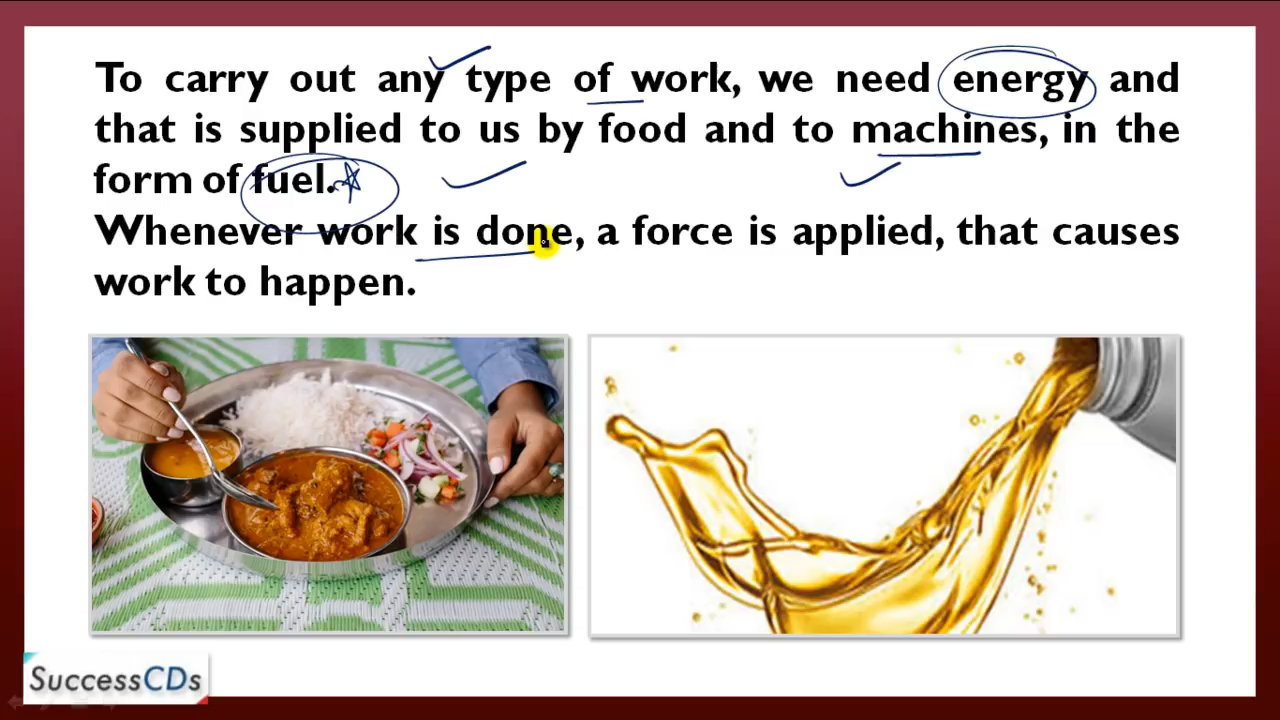 To carry out any type of work, we need energy and
that is supplied to us by food and to machines, in the
form of fuel.
Whenever work is done, a force is applied, that causes
work to happen.
SuccessCDs